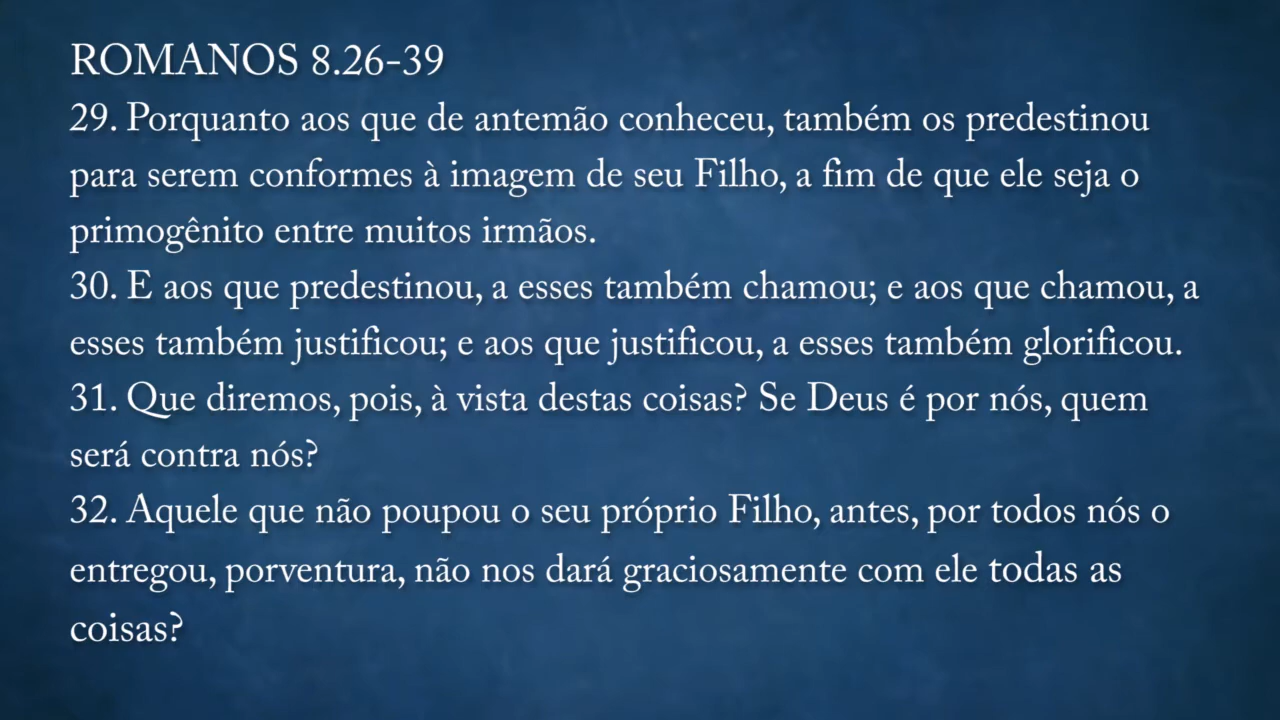 ROMANOS 8.26-39
29. Porquanto aos que de antemão conheceu, também os predestinou
para serem conformes à imagem de seu Filho, a fim de que ele seja o
primogênito entre muitos irmãos.
30. E aos que predestinou, a esses também chamou; e aos que chamou, a
esses também justificou; e aos que justificou, a esses também glorificou.
31. Que diremos, pois, à vista destas coisas? Se Deus é por nós, quem
será contra nós?
32. Aquele que não poupou o seu próprio Filho, antes, por todos nós o
entregou, porventura, não nos dará graciosamente com ele todas as
coisas?